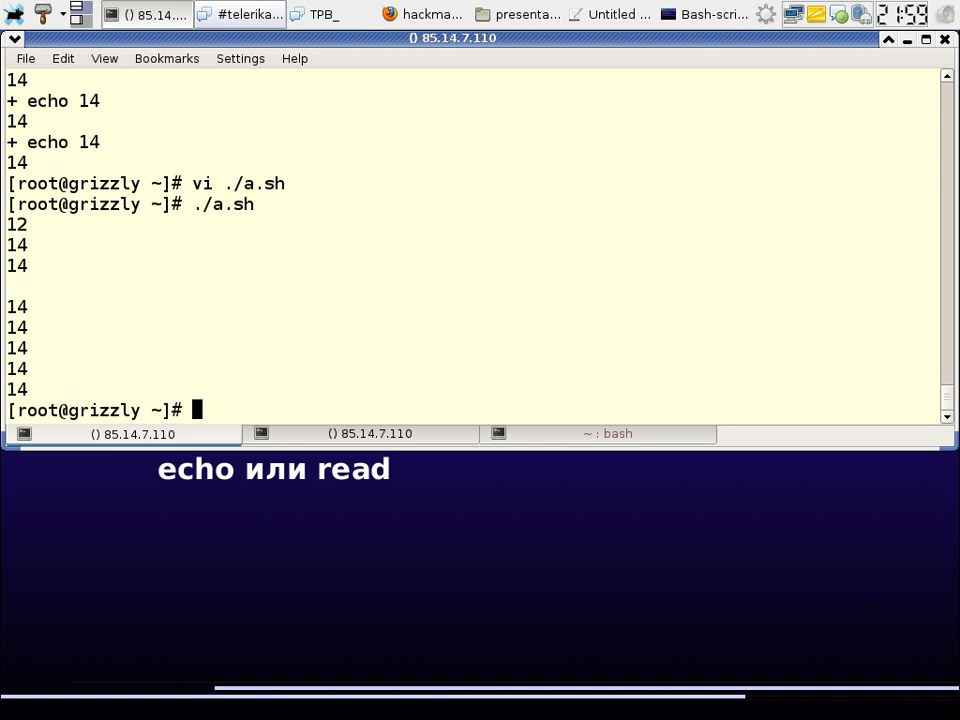 () 85.14....
#telerika...
TPB_
hackma...
presenta...
Untitled ...
Bash-scri...
21:59
() 85.14.7.110
File Edit View Bookmarks Settings Help
14
+ echo 14
14
+ echo 14
14
[root@grizzly ~]# vi ./a.sh
[root@grizzly ~]# ./a.sh
12
14
14
14
14
14
14
14
[root@grizzly ~]#
() 85.14.7.110
() 85.14.7.110
~ : bash
echo или read